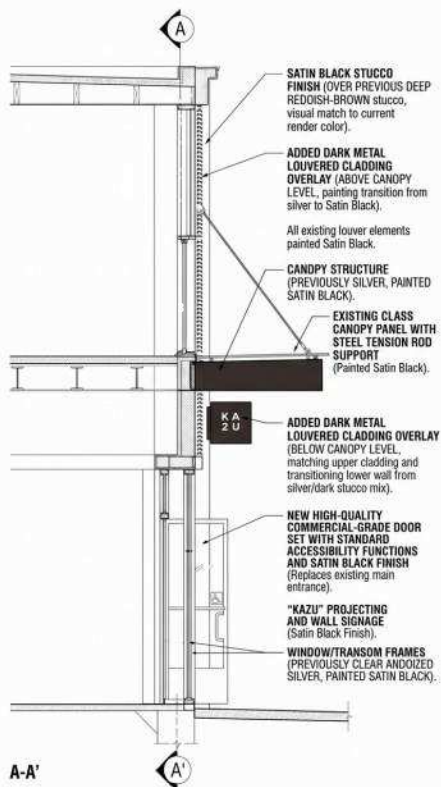 A
SATIN BLACK STUCCO
FINISH (OVER PREVIOUS DEEP
REDOISH-BROWN stucco,
visual match to current
render color).
ADDED DARK METAL
LOUVERED CLADDING
OVERLAY (ABOVE CANOPY
LEVEL, painting transition from
silver to Satin Black).
All existing louver elements
painted Satin Black.
CANOPY STRUCTURE
(PREVIOUSLY SILVER, PAINTED
SATIN BLACK).
EXISTING CLASS
CANOPY PANEL WITH
STEEL TENSION ROD
SUPPORT
(Painted Satin Black).
KA
2U
ADDED DARK METAL
LOUVERED CLADDING OVERLAY
(BELOW CANOPY LEVEL,
matching upper cladding and
transitioning lower wall from
silver/dark stucco mix).
NEW HIGH-QUALITY
COMMERCIAL-GRADE DOOR
SET WITH STANDARD
ACCESSIBILITY FUNCTIONS
AND SATIN BLACK FINISH
(Replaces existing main
entrance).
"KAZU" PROJECTING
AND WALL SIGNAGE
(Satin Black Finish).
WINDOW/TRANSOM FRAMES
(PREVIOUSLY CLEAR ANDOIZED
SILVER, PAINTED SATIN BLACK).
A-A'
A'